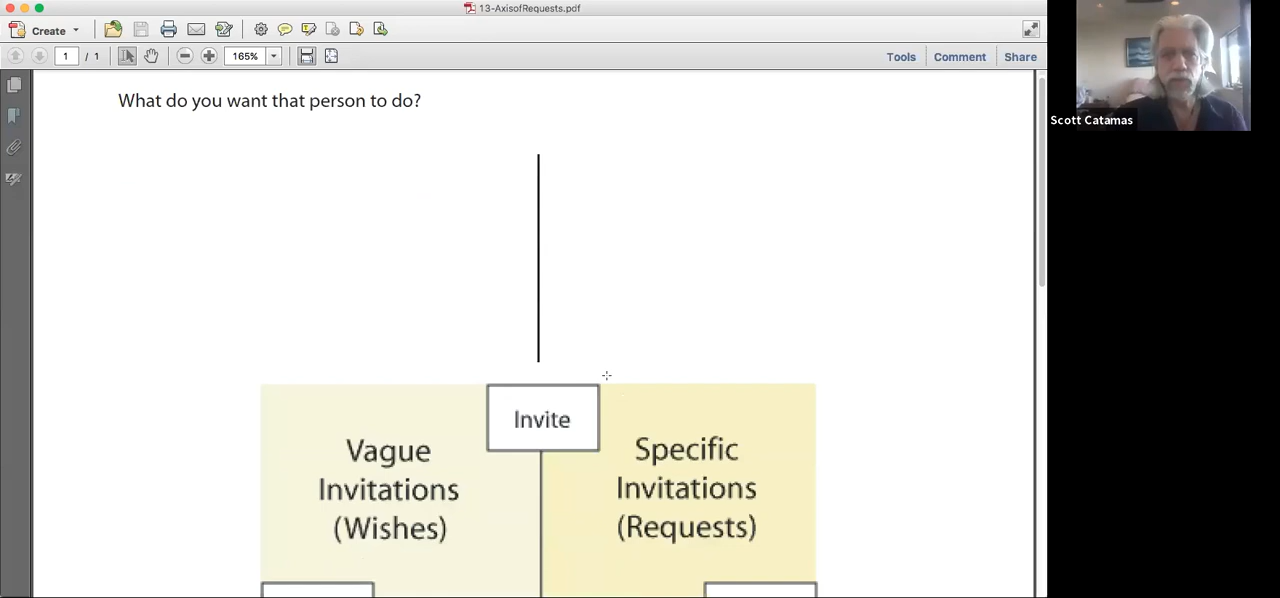 13-AxisofRequests.pdf
Create
1 / 1
165%
Tools
Comment
Share
What do you want that person to do?
Invite
Vague
Invitations
(Wishes)
Specific
Invitations
(Requests)
Scott Catamas